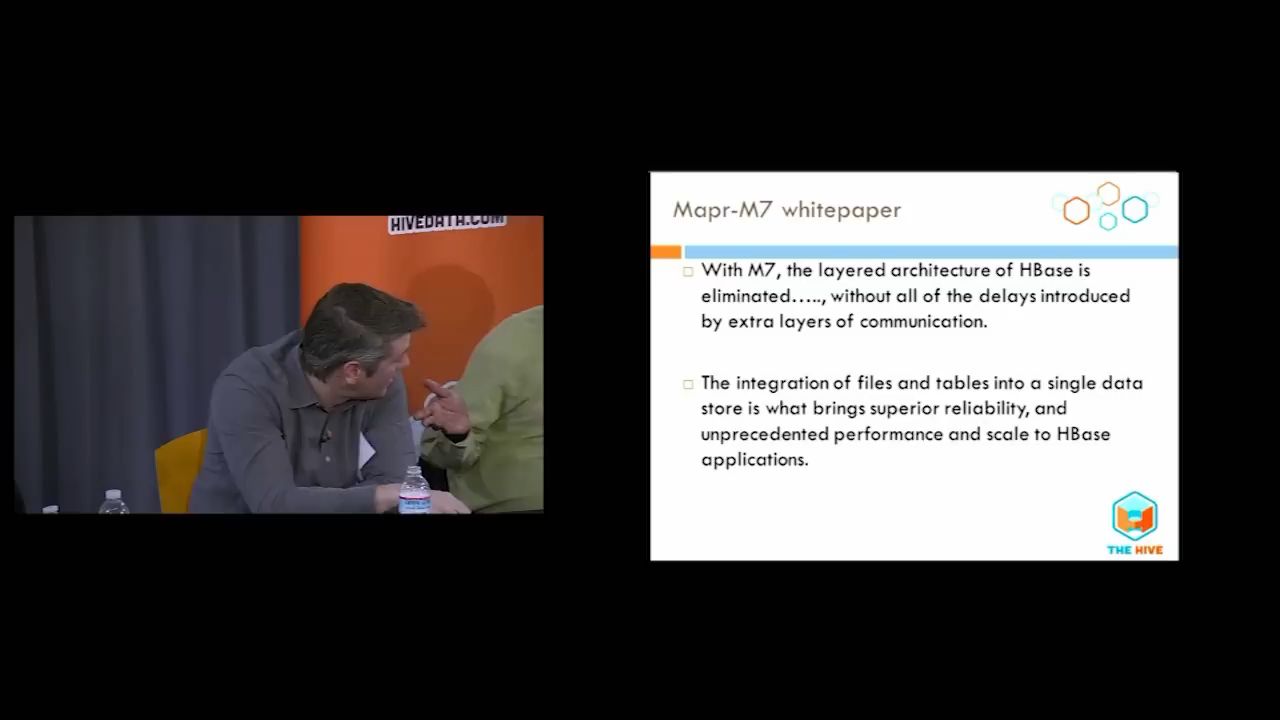 HIVEDATA.COM
Mapr-M7 whitepaper
With M7, the layered architecture of HBase is
eliminated….., without all of the delays introduced
by extra layers of communication.
The integration of files and tables into a single data
store is what brings superior reliability, and
unprecedented performance and scale to HBase
applications.
THE HIVE